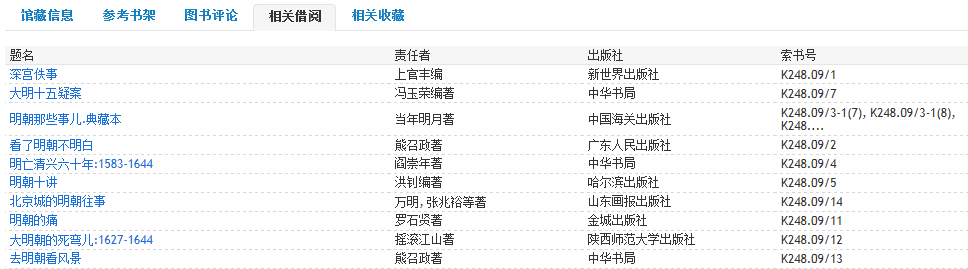 馆藏信息 参考书架 图书评论 相关借阅 相关收藏
题名 责任者 出版社 索书号
深宫佚事 上官丰编 新世界出版社 K248.09/1
大明十五疑案 冯玉荣编著 中华书局 K248.09/7
明朝那些事儿.典藏本 当年明月著 中国海关出版社 K248.09/3-1(7), K248.09/3-1(8), K248....
看了明朝不明白 熊召政著 广东人民出版社 K248.09/2
明亡清兴六十年:1583-1644 阎崇年著 中华书局 K248.09/4
明朝十讲 洪钊编著 哈尔滨出版社 K248.09/5
北京城的明朝往事 万明, 张兆裕等著 山东画报出版社 K248.09/14
明朝的痛 罗石贤著 金城出版社 K248.09/11
大明朝的死弯儿:1627-1644 摇滚江山著 陕西师范大学出版社 K248.09/12
去明朝看风景 熊召政著 中华书局 K248.09/13